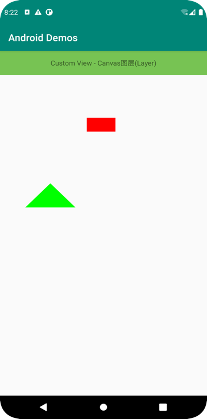 8:22
Android Demos
Custom View - Canvas图层(Layer)